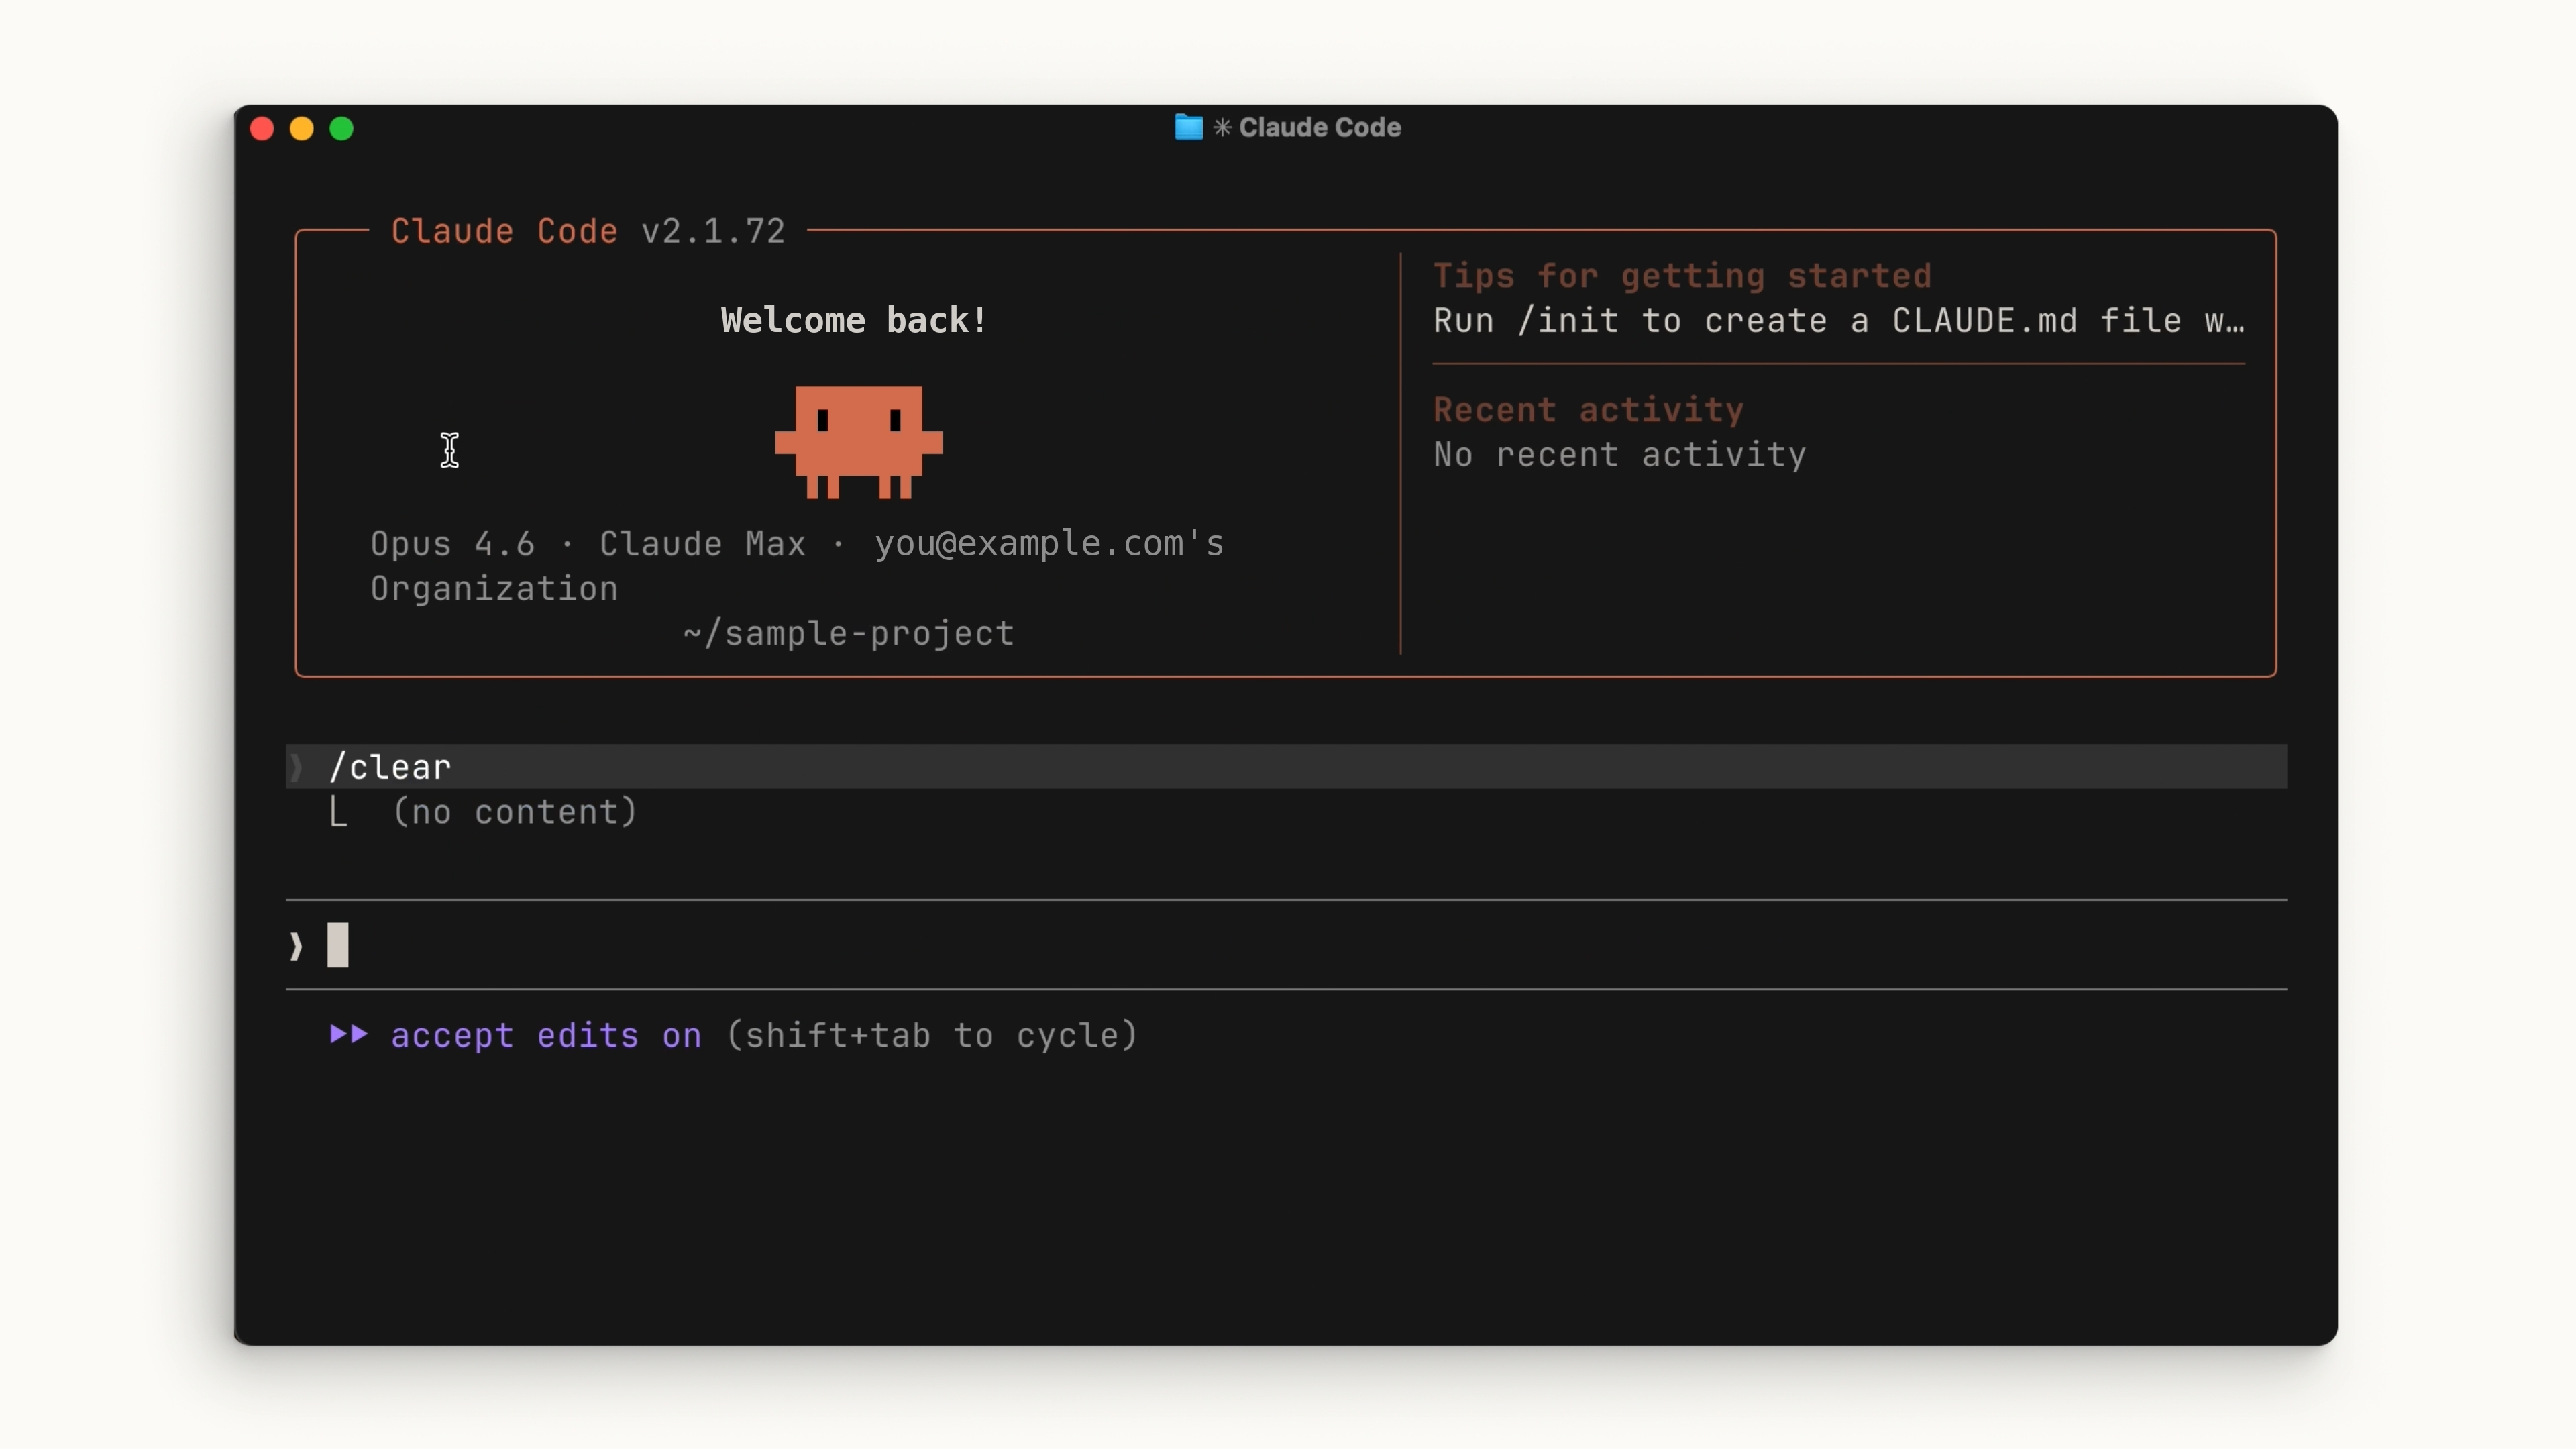 ✳ Claude Code
Claude Code v2.1.72
Welcome back!
Opus 4.6 · Claude Max · you@example.com's
Organization
~/sample-project
Tips for getting started
Run /init to create a CLAUDE.md file w…
Recent activity
No recent activity
❯ /clear
⎿ (no content)
❯
⏵⏵ accept edits on (shift+tab to cycle)